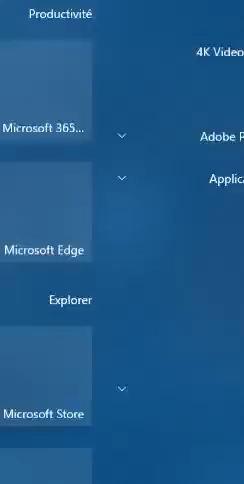 Productivité
4K Video
Microsoft 365...
Adobe P
Applica
Microsoft Edge
Explorer
Microsoft Store